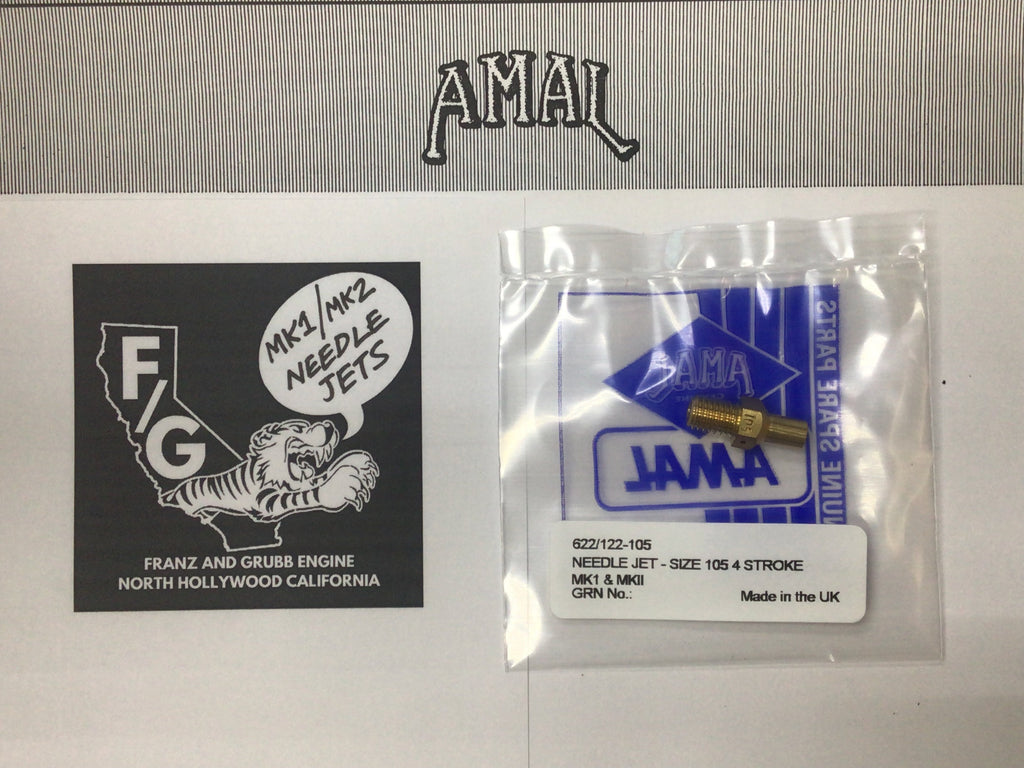 AMAL
MK1/MK2
NEEDLE
JETS
F/G
FRANZ AND GRUBB ENGINE
NORTH HOLLYWOOD CALIFORNIA
AMAL
AMAL
GENUINE SPARE PARTS
105
622/122-105
NEEDLE JET - SIZE 105 4 STROKE
MK1 & MKII
GRN No.: Made in the UK